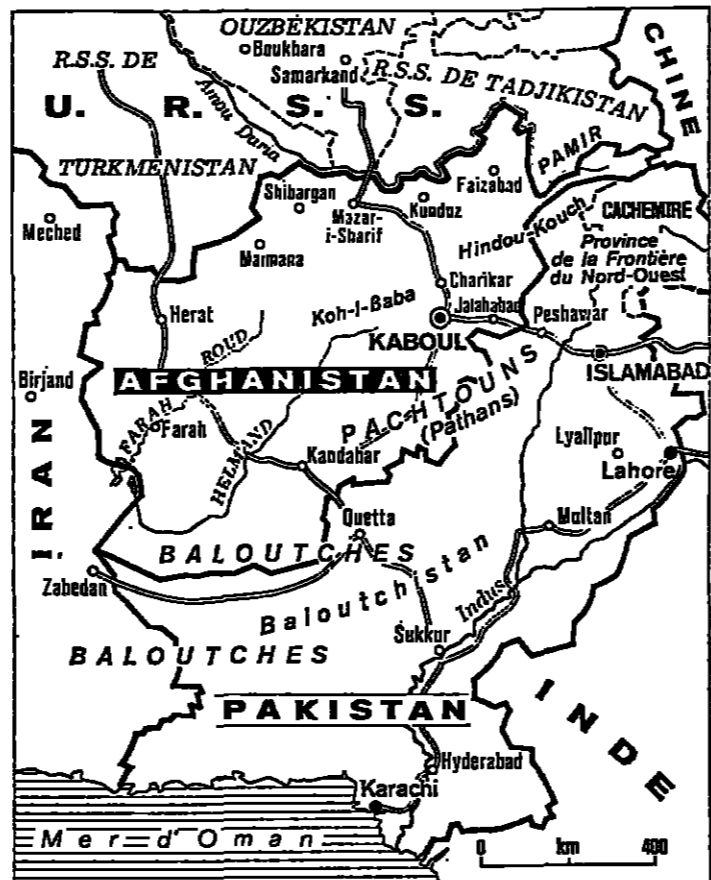 OUZBÉKISTAN
Boukhara
R.S.S. DE
Samarkand
R.S.S. DE TADJIKISTAN
CHINE
U. R. S. S.
Amou Daria
TURKMENISTAN
PAMIR
Shibargan
Faizabad
Meched
Mazar-
i-Sharif
Kunduz
Hindou-Kouch
CACHEMIRE
Maimana
Province
de la Frontière
du Nord-Ouest
Charikar
Koh-I-Baba
Jalahabad
Herat
Peshawar
KABOUL
ROUD
ISLAMABAD
Birjand
AFGHANISTAN
PACHTOUNS
(Pathans)
FARAH
Farah
Lyallpur
HELMAND
Lahore
Kandahar
IRAN
Quetta
Multan
BALOUTCHES
Zabedan
Baloutchistan
Indus
Sukkur
BALOUTCHES
INDE
PAKISTAN
Hyderabad
Karachi
Mer d'Oman
0 km 400